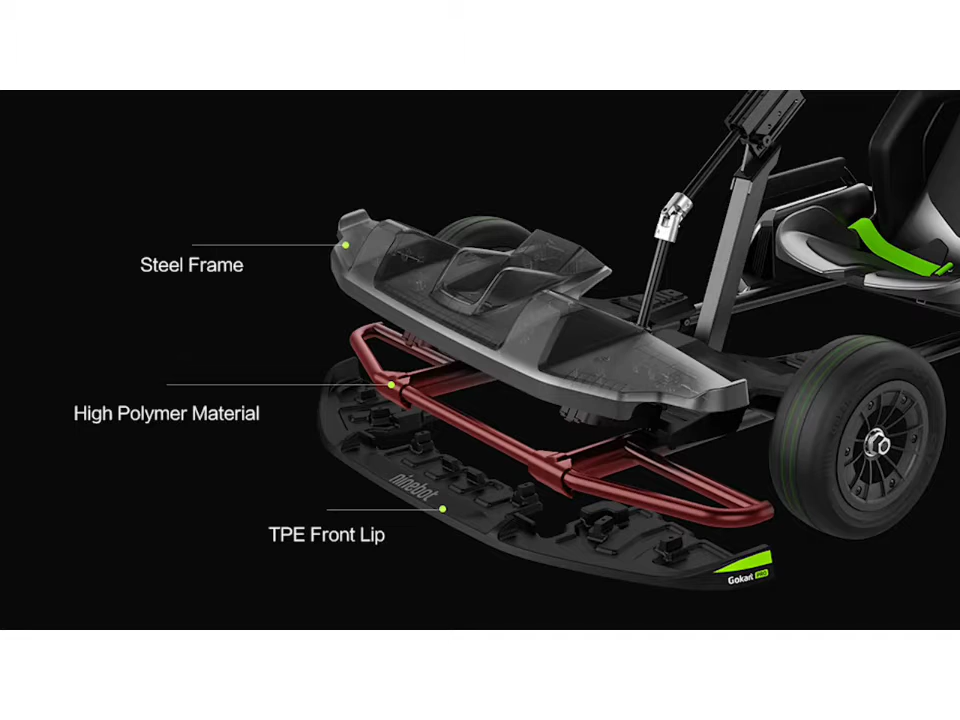 Steel Frame
High Polymer Material
ninebot
TPE Front Lip
Gokart PRO